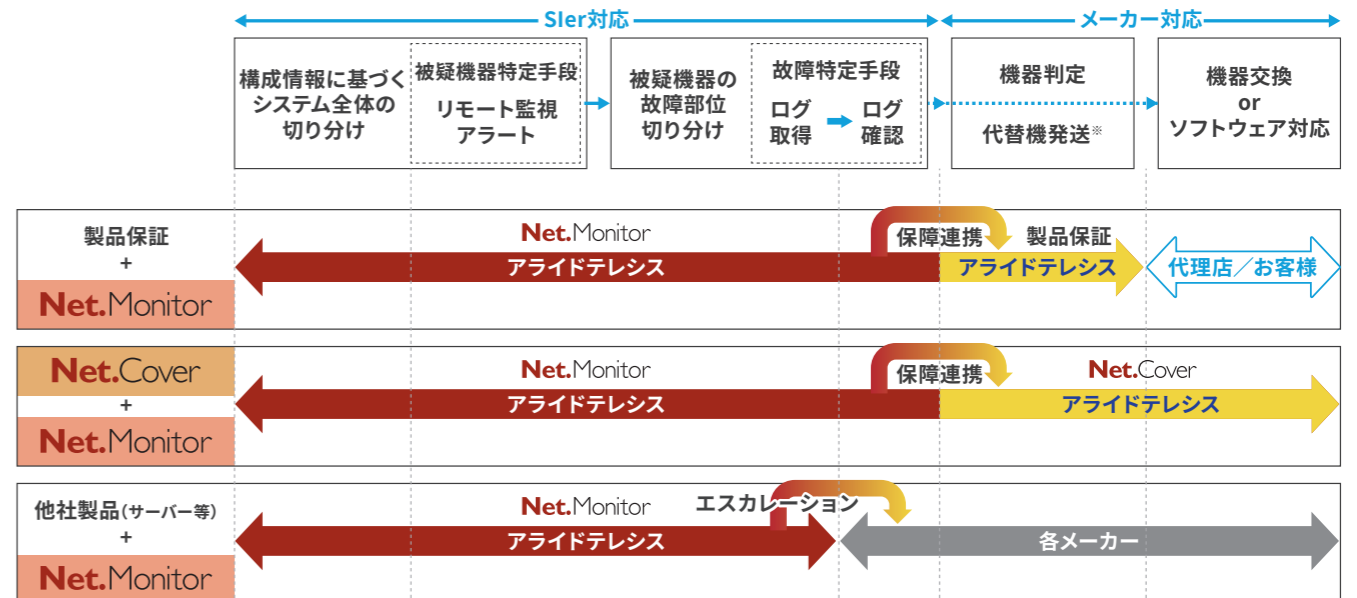 SIer対応
メーカー対応
構成情報に基づく
システム全体の
切り分け
被疑機器特定手段
リモート監視
アラート
被疑機器の
故障部位
切り分け
故障特定手段
ログ
取得
ログ
確認
機器判定
代替機発送※
機器交換
or
ソフトウェア対応
製品保証
+
Net.Monitor
Net.Monitor
アライドテレシス
保障連携
製品保証
アライドテレシス
代理店／お客様
Net.Cover
+
Net.Monitor
Net.Monitor
アライドテレシス
保障連携
Net.Cover
アライドテレシス
他社製品(サーバー等)
+
Net.Monitor
Net.Monitor
アライドテレシス
エスカレーション
各メーカー